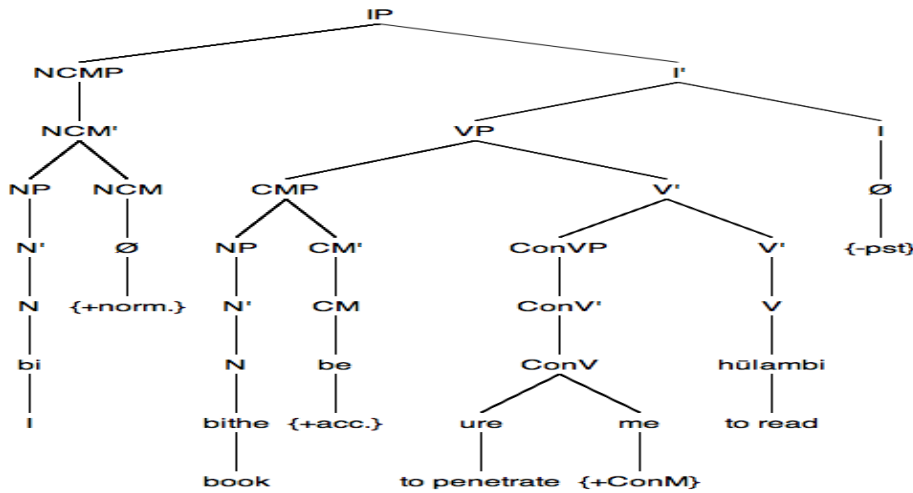 IP
NCMP I'
NCM' VP I
NP NCM CMP V' Ø
N' Ø NP CM' ConVP V' {-pst}
N {+norm.} N' CM ConV' V
bi N be ConV hūlambi
I bithe {+acc.} ure me to read
book to penetrate {+ConM}